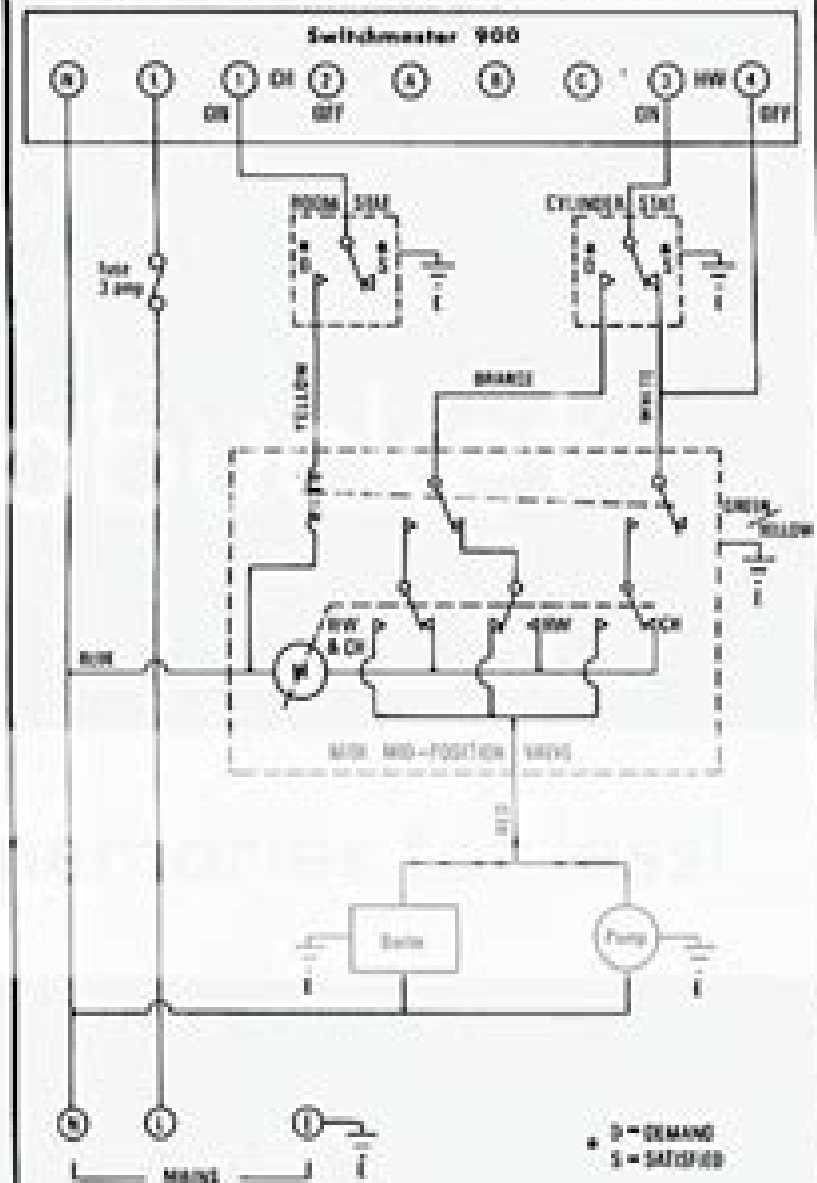 Switchmaster 900
N L 1 CH 2 A B C 3 HW 4
ON OFF ON OFF
ROOM STAT
CYLINDER STAT
D S D S
fuse
3 amp
E E
YELLOW
ORANGE
WHITE
GREEN
YELLOW
E
BLUE
HW
& CH
HW
CH
M
MID-POSITION VALVE
RED
Boiler
Pump
E E
N L E
E
MAINS
* D = DEMAND
S = SATISFIED